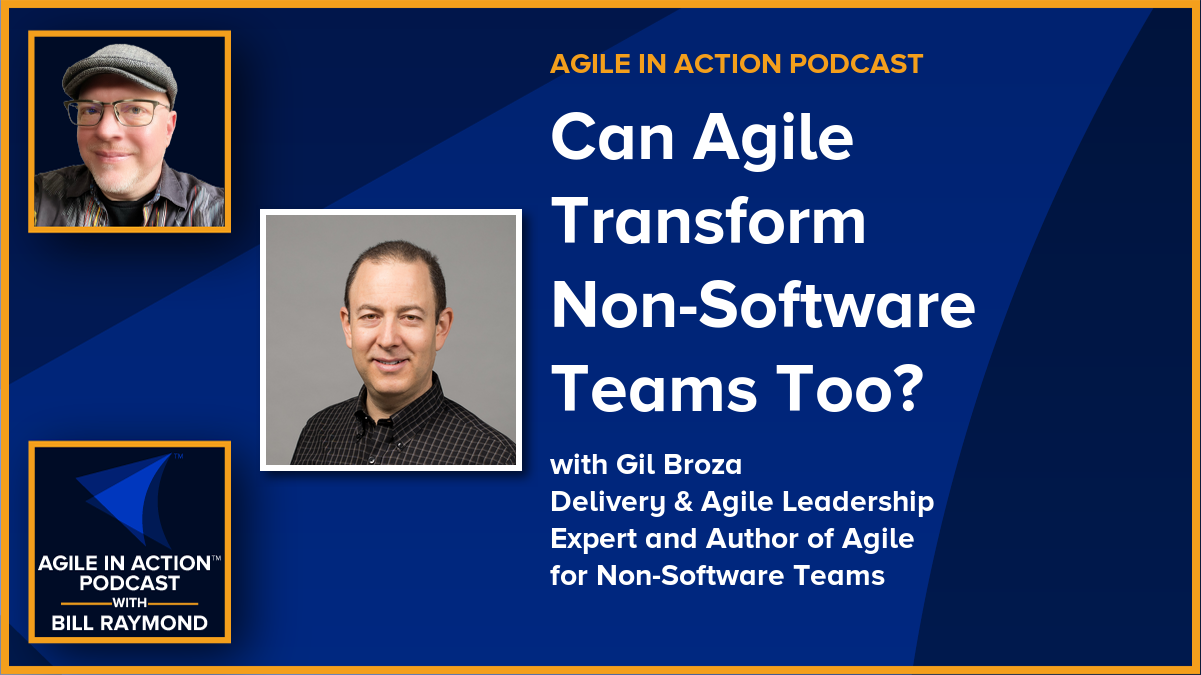 AGILE IN ACTION PODCAST
Can Agile
Transform
Non-Software
Teams Too?
with Gil Broza
Delivery & Agile Leadership
Expert and Author of Agile
for Non-Software Teams
TM
AGILE IN ACTION™
PODCAST
WITH
BILL RAYMOND